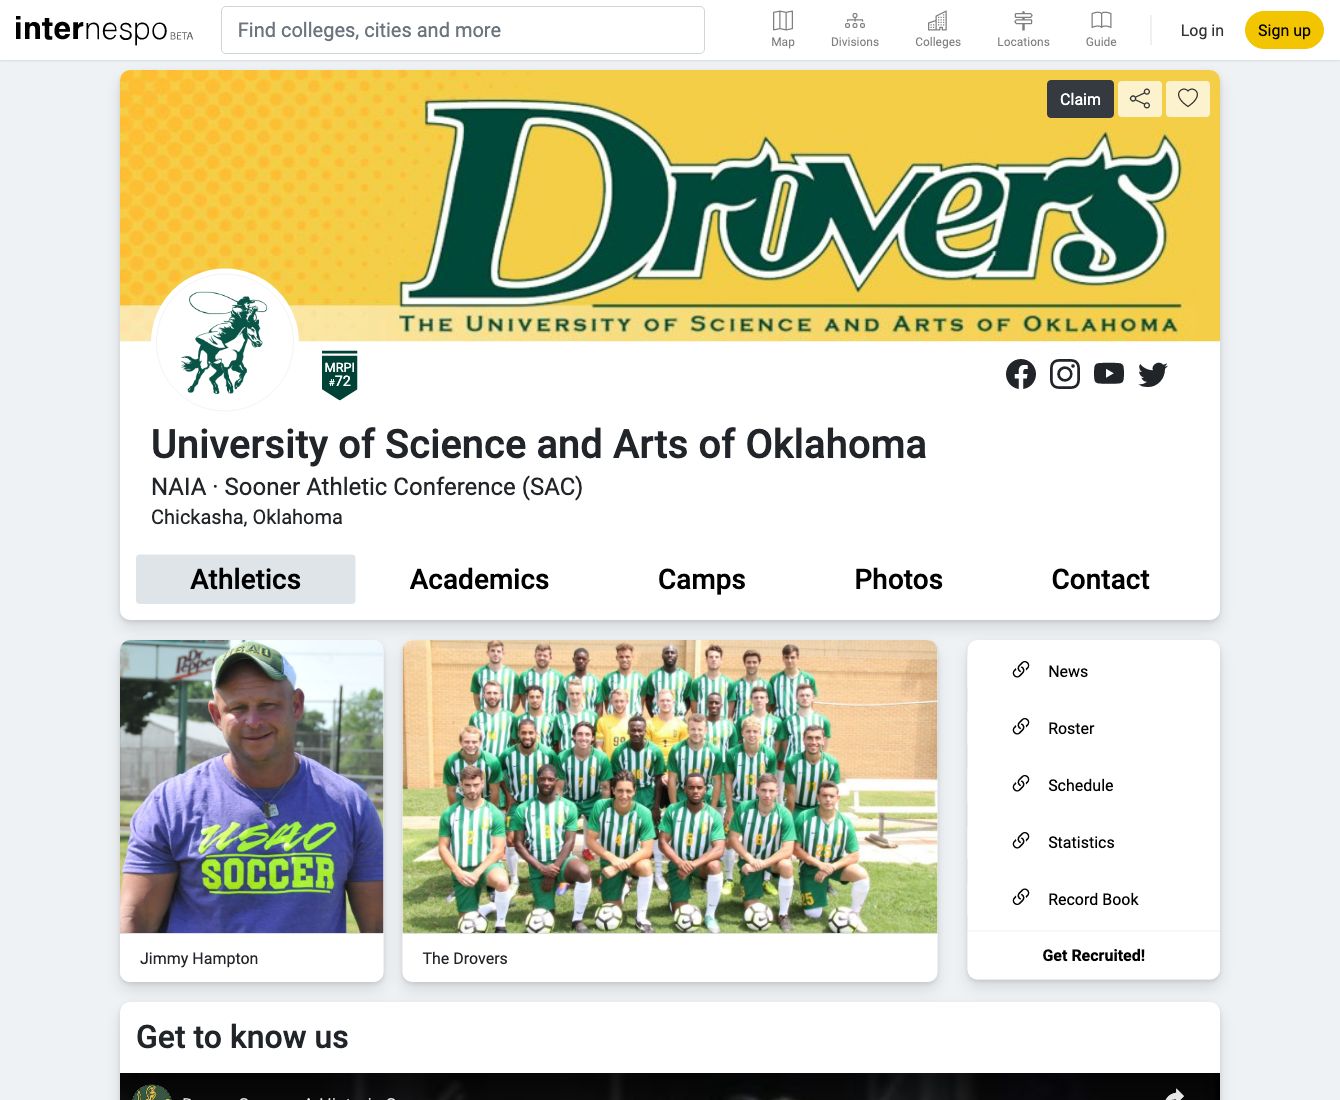 internespo BETA
Find colleges, cities and more
Map
Divisions
Colleges
Locations
Guide
Log in
Sign up
Claim
Drovers
THE UNIVERSITY OF SCIENCE AND ARTS OF OKLAHOMA
MRPI
#72
University of Science and Arts of Oklahoma
NAIA · Sooner Athletic Conference (SAC)
Chickasha, Oklahoma
Athletics
Academics
Camps
Photos
Contact
Dr Pepper
USAO
USAO
SOCCER
Jimmy Hampton
The Drovers
News
Roster
Schedule
Statistics
Record Book
Get Recruited!
Get to know us